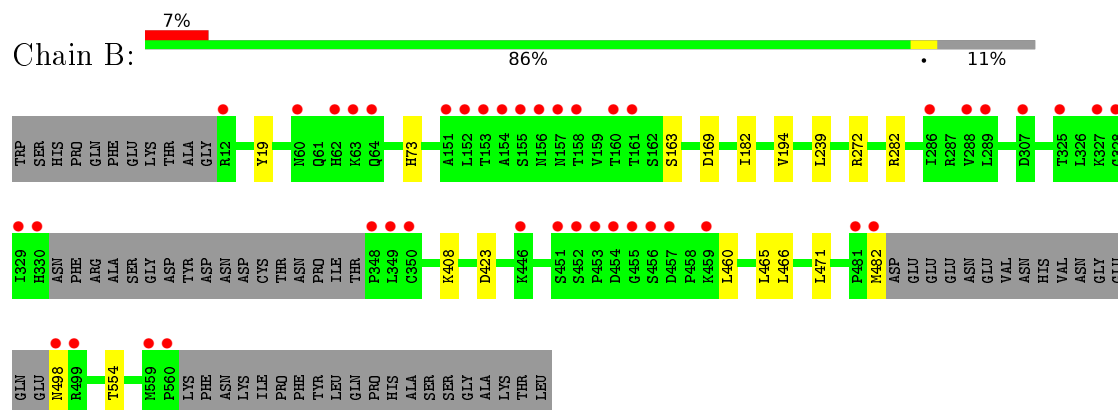 7%
Chain B:
86%
•
11%
TRP SER HIS PRO GLN PHE GLU LYS THR ALA GLY R12 Y19 N60 Q61 H62 K63 Q64 H73 A151 L152 T153 A154 S155 N156 N157 T158 V159 T160 T161 S162 S163 D169 I182 V194 L239 R272 R282 I286 R287 V288 L289 D307 T325 L326 K327 G328
I329 H330 ASN PHE ARG ALA SER GLY ASP TYR ASP ASN ASP CYS THR ASN PRO ILE THR P348 L349 C350 K408 D423 K446 S451 S452 P453 D454 G455 S456 D457 P458 K459 L460 L465 L466 L471 P481 M482 ASP GLU GLU GLU ASN GLU VAL ASN HIS VAL ASN GLY GLU
GLN GLU N498 R499 T554 M559 P560 LYS PHE ASN LYS ILE PRO PHE TYR LEU GLN PRO HIS ALA SER SER GLY ALA LYS THR LEU